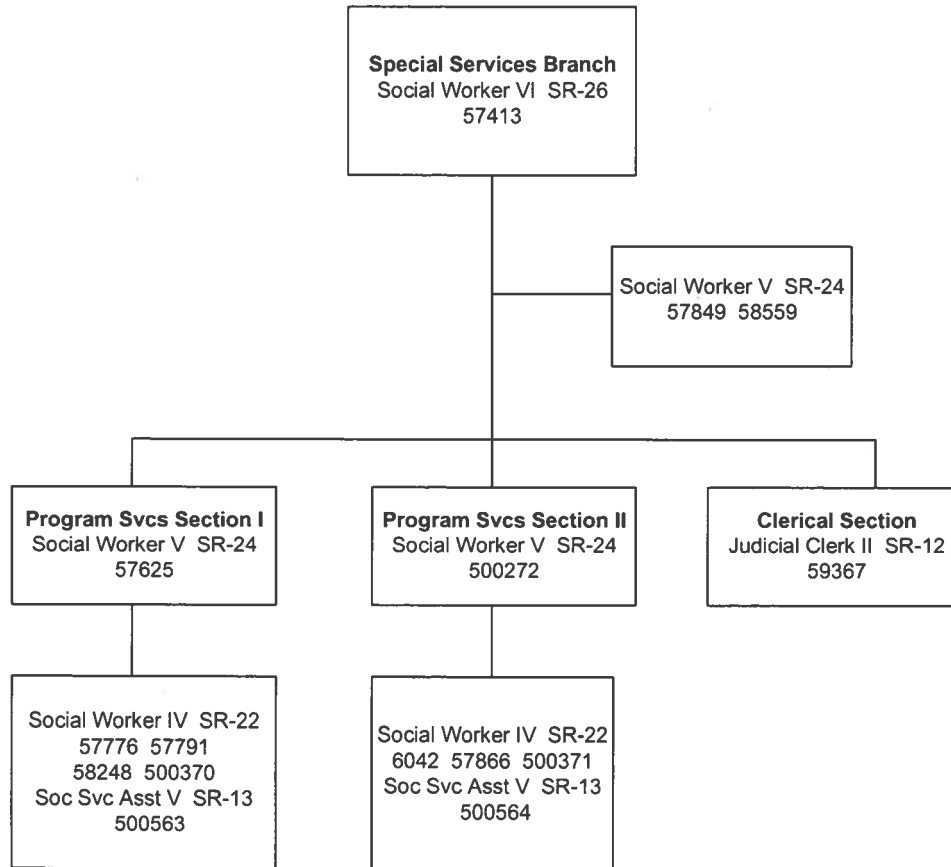 Special Services Branch
Social Worker VI SR-26
57413
Social Worker V SR-24
57849 58559
Program Svcs Section I
Social Worker V SR-24
57625
Program Svcs Section II
Social Worker V SR-24
500272
Clerical Section
Judicial Clerk II SR-12
59367
Social Worker IV SR-22
57776 57791
58248 500370
Soc Svc Asst V SR-13
500563
Social Worker IV SR-22
6042 57866 500371
Soc Svc Asst V SR-13
500564